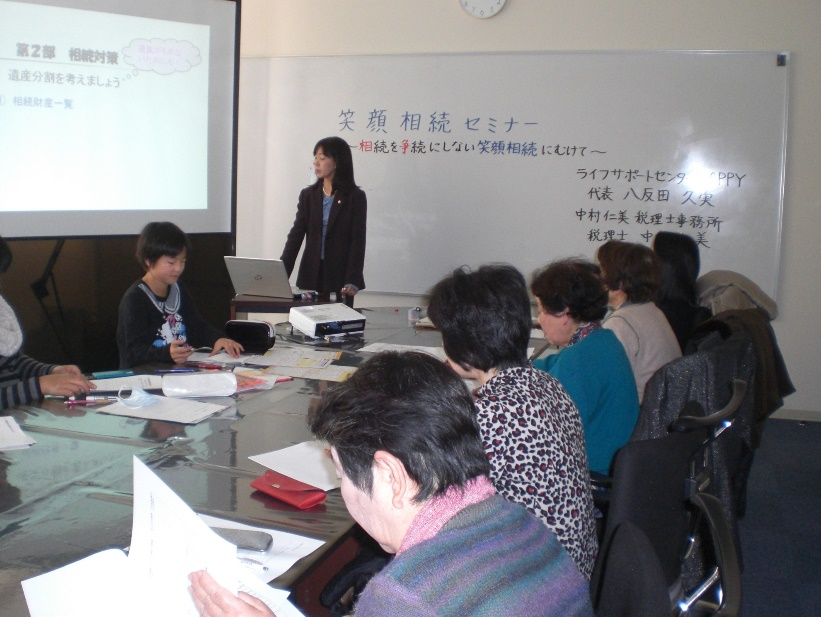 第2部 相続対策
遺産分割を考えましょう
相続財産一覧
笑顔相続セミナー
～相続を争続にしない笑顔相続にむけて～
ライフサポートセンタ PPY
代表 八反田 久実
中村仁美 税理士事務所
税理士 中 美